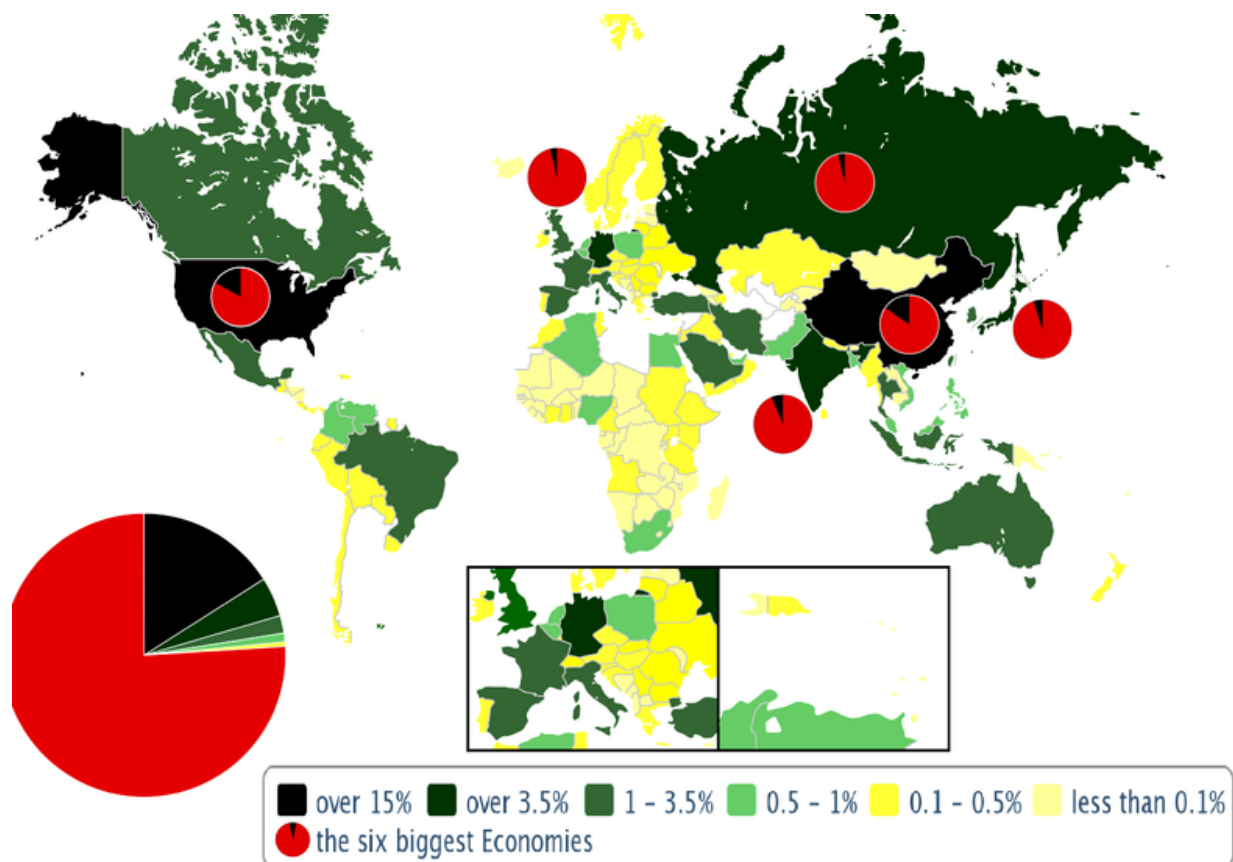 over 15% over 3.5% 1 - 3.5% 0.5 - 1% 0.1 - 0.5% less than 0.1%
the six biggest Economies